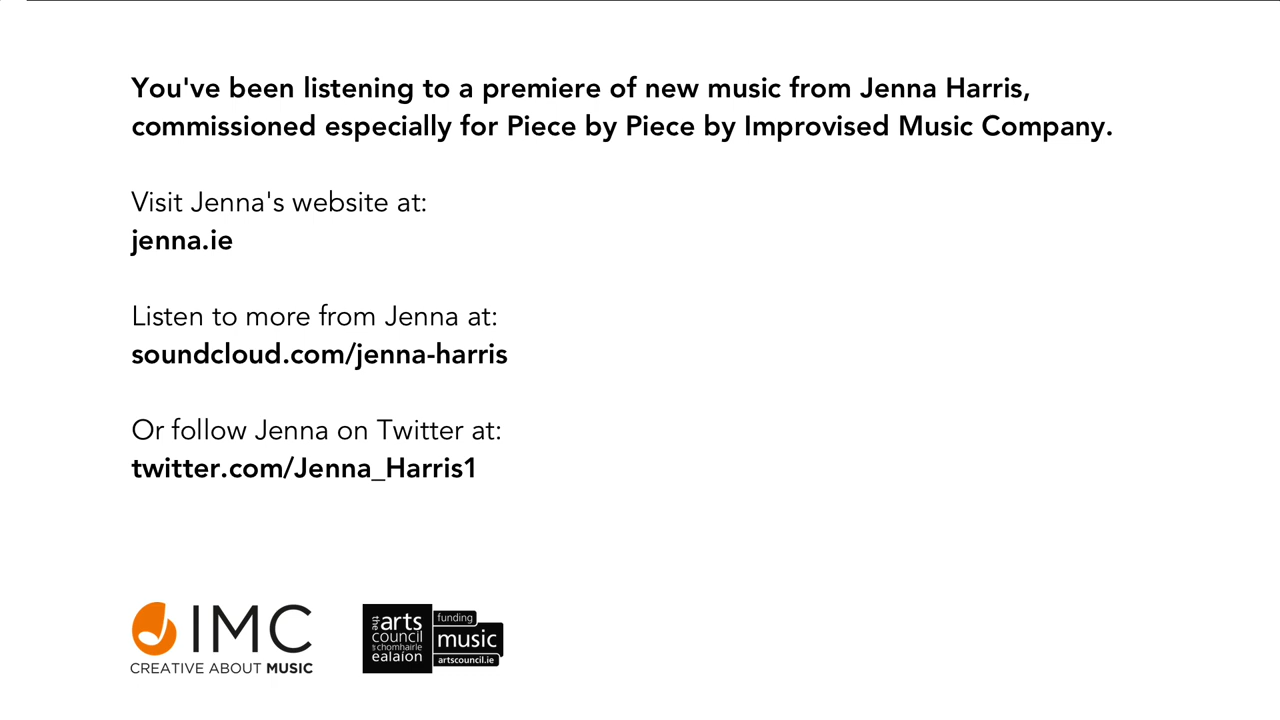 You've been listening to a premiere of new music from Jenna Harris,
commissioned especially for Piece by Piece by Improvised Music Company.
Visit Jenna's website at:
jenna.ie
Listen to more from Jenna at:
soundcloud.com/jenna-harris
Or follow Jenna on Twitter at:
twitter.com/Jenna_Harris1
IMC
CREATIVE ABOUT MUSIC
the arts
council
chomhairle
ealaíon
funding
music
artscouncil.ie